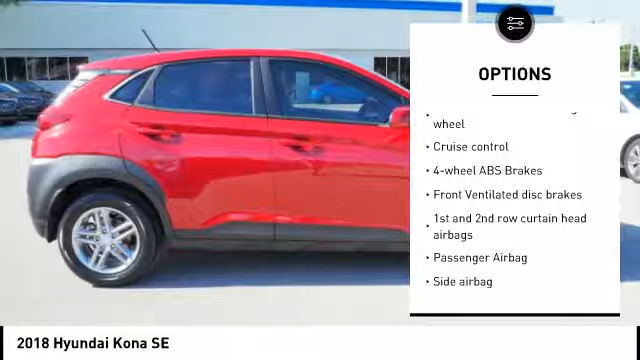 OPTIONS
wheel
Cruise control
4-wheel ABS Brakes
Front Ventilated disc brakes
1st and 2nd row curtain head
airbags
Passenger Airbag
Side airbag
2018 Hyundai Kona SE